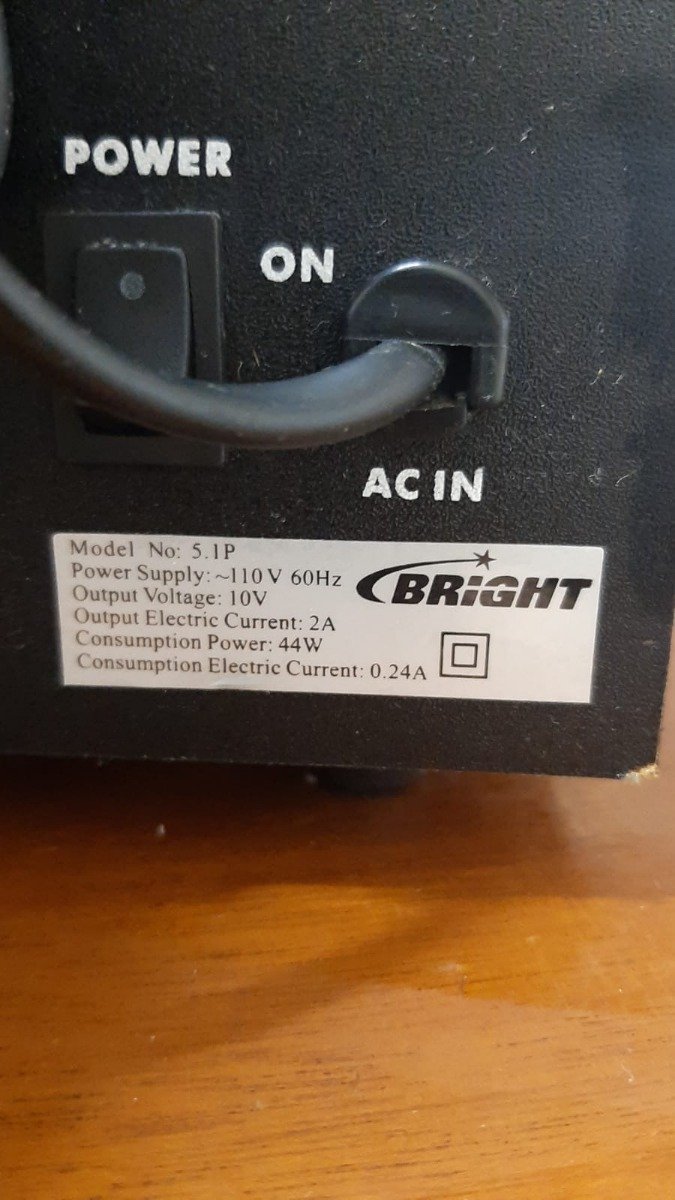 POWER
ON
AC IN
Model No: 5.1P
Power Supply: ~110V 60Hz
Output Voltage: 10V
Output Electric Current: 2A
Consumption Power: 44W
Consumption Electric Current: 0.24A
BRiGHT